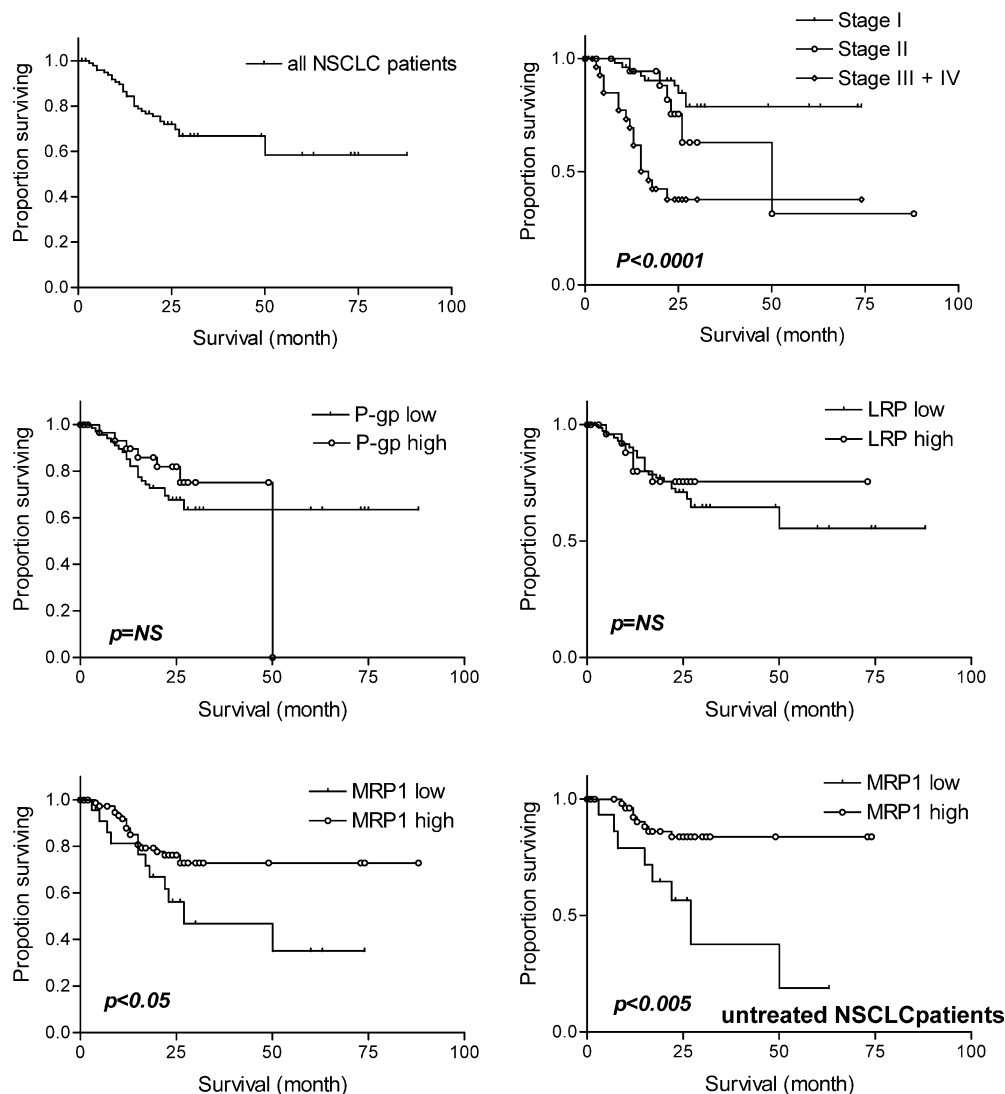 all NSCLC patients
Proportion surviving
1.0
0.8
0.6
0.4
0.2
0.0
0 25 50 75 100
Survival (month)
Stage I
Stage II
Stage III + IV
Proportion surviving
1.0
0.5
0.0
P<0.0001
0 25 50 75 100
Survival (month)
P-gp low
P-gp high
Proportion surviving
1.0
0.8
0.6
0.4
0.2
0.0
p=NS
0 25 50 75 100
Survival (month)
LRP low
LRP high
Proportion surviving
1.0
0.5
0.0
p=NS
0 25 50 75 100
Survival (month)
MRP1 low
MRP1 high
Propotion surviving
1.0
0.8
0.6
0.4
0.2
0.0
p<0.05
0 25 50 75 100
Survival (month)
MRP1 low
MRP1 high
Proportion surviving
1.0
0.5
0.0
p<0.005
untreated NSCLCpatients
0 25 50 75 100
Survival (month)